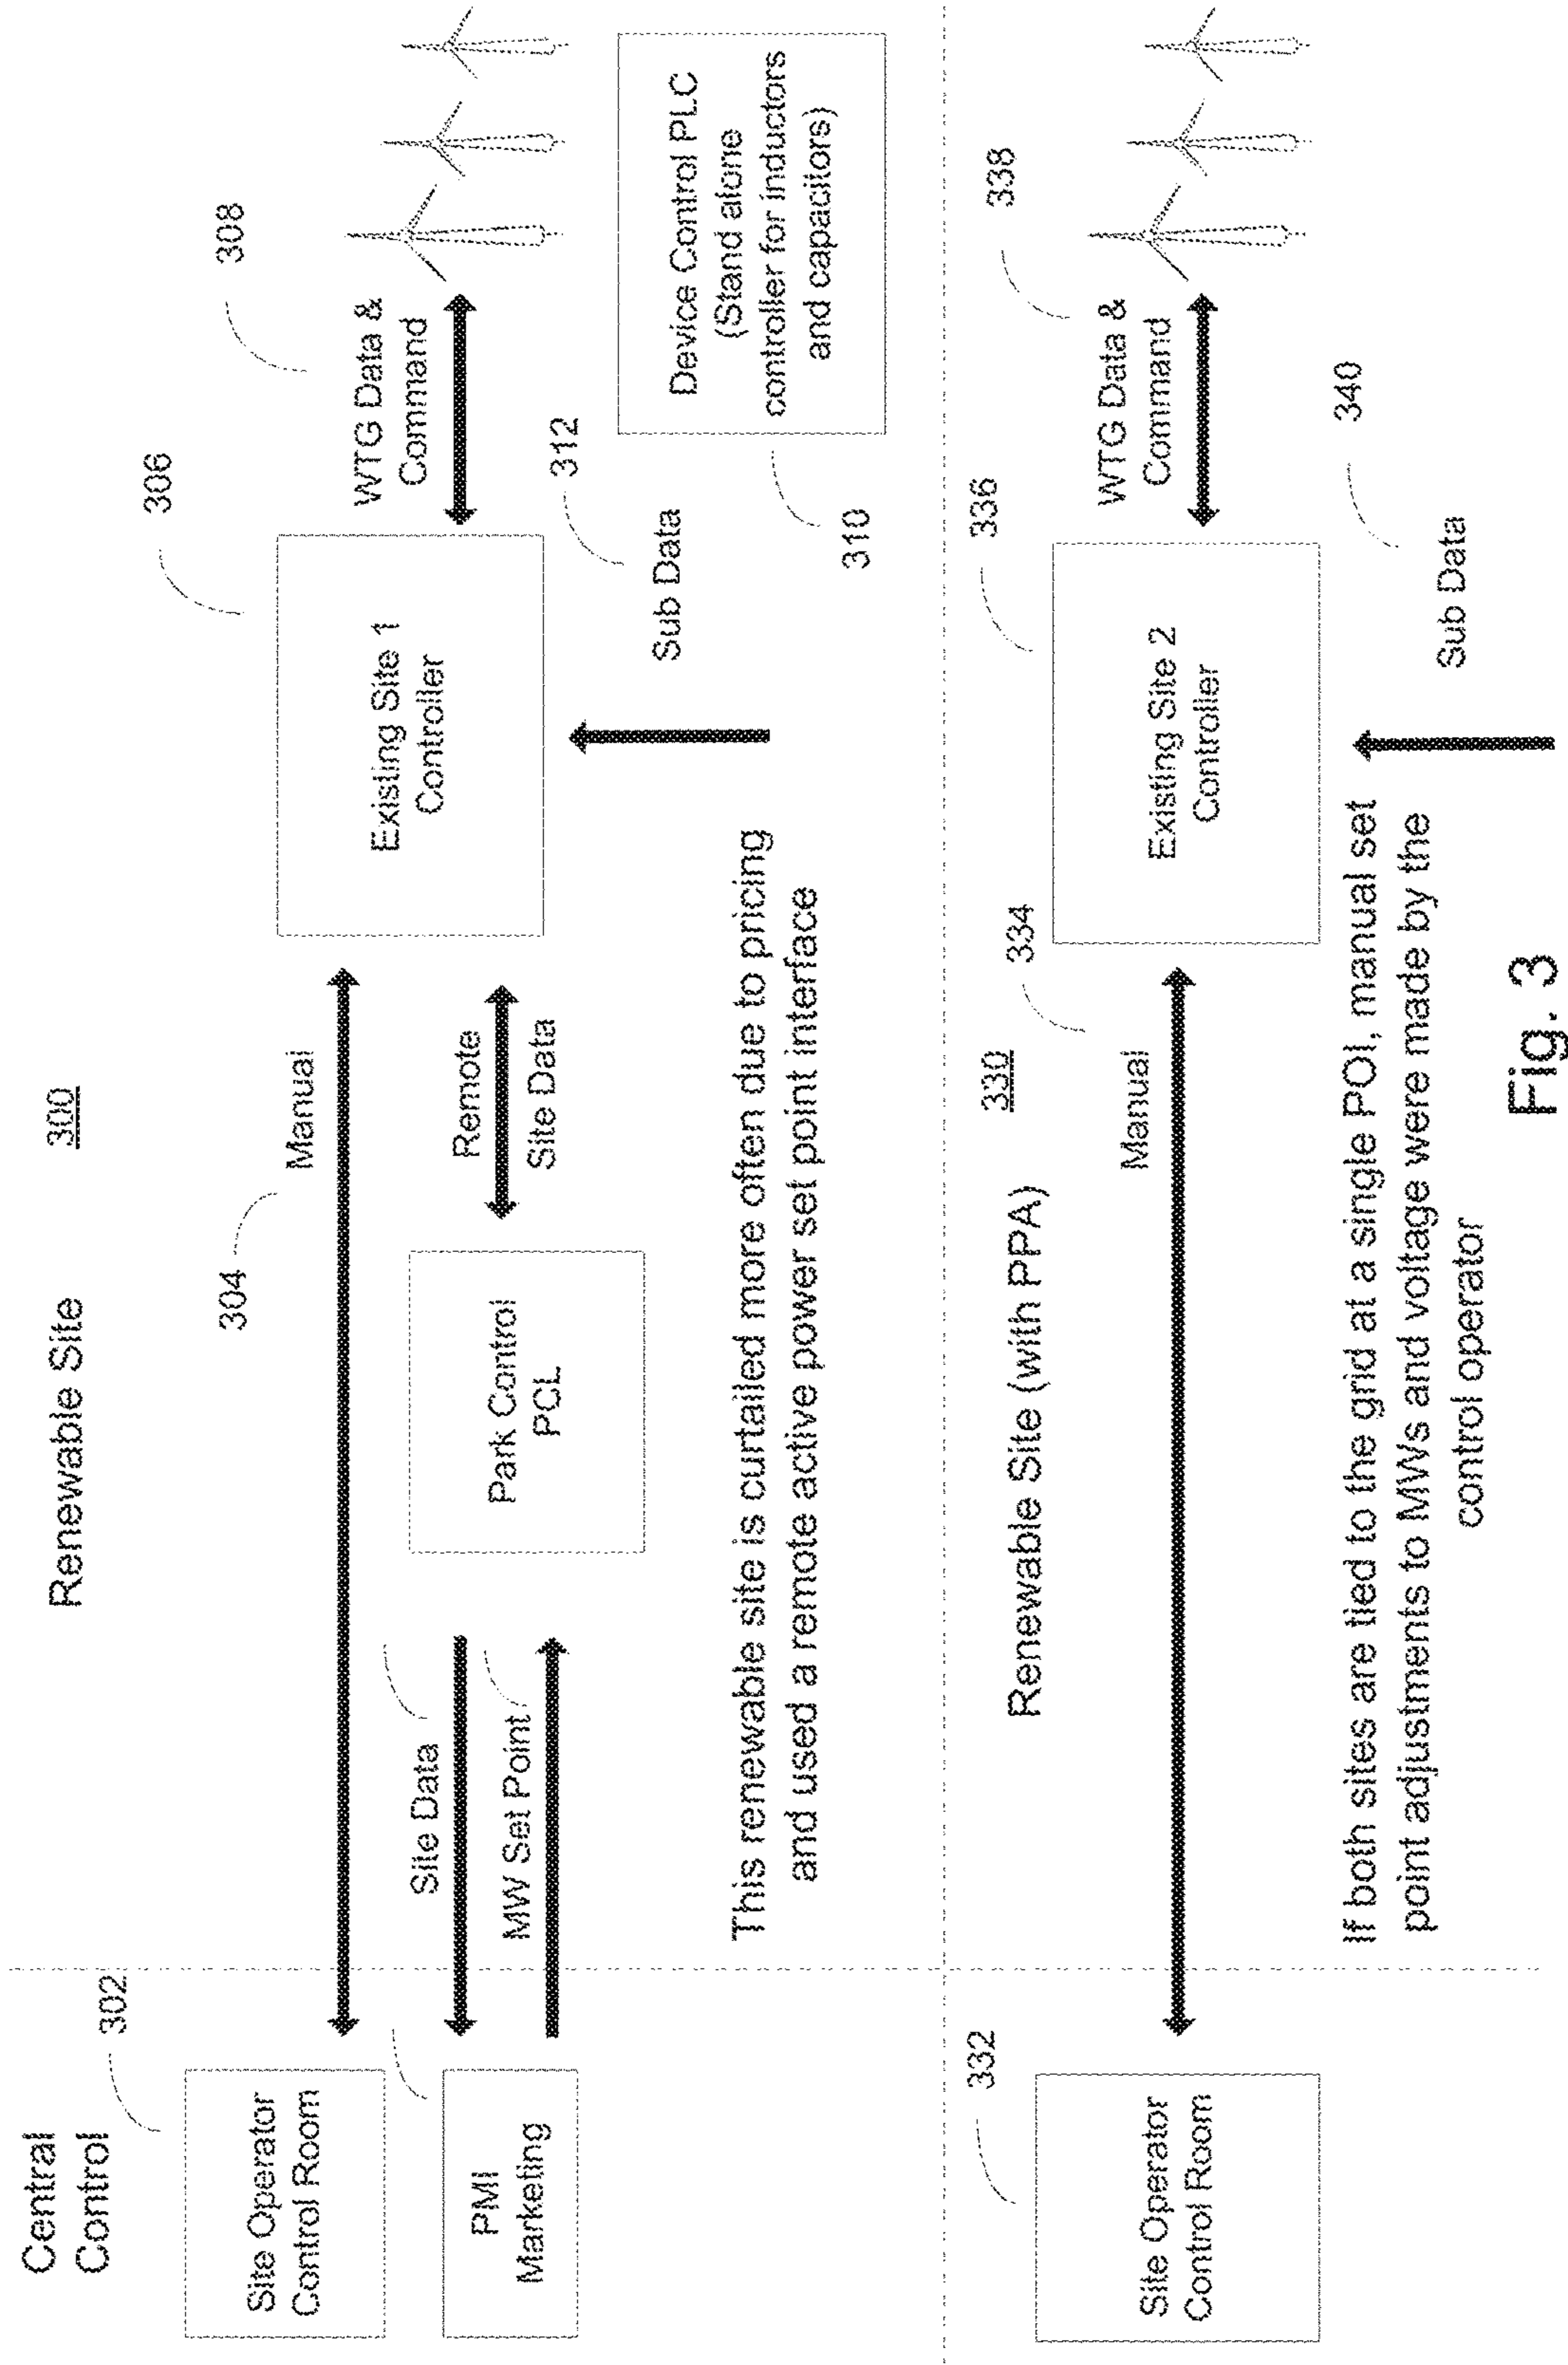 Central
Control
Renewable Site
300
302
Site Operator
Control Room
304
Manual
306
Existing Site 1
Controller
308
WTG Data &
Command
PMI
Marketing
Site Data
MW Set Point
Park Control
PCL
Remote
Site Data
312
Sub Data
310
Device Control PLC
(Stand alone
controller for inductors
and capacitors)
This renewable site is curtailed more often due to pricing
and used a remote active power set point interface
332
Site Operator
Control Room
Renewable Site (with PPA)
330
334
Manual
336
Existing Site 2
Controller
338
WTG Data &
Command
340
Sub Data
If both sites are tied to the grid at a single POI, manual set
point adjustments to MWs and voltage were made by the
control operator
Fig. 3